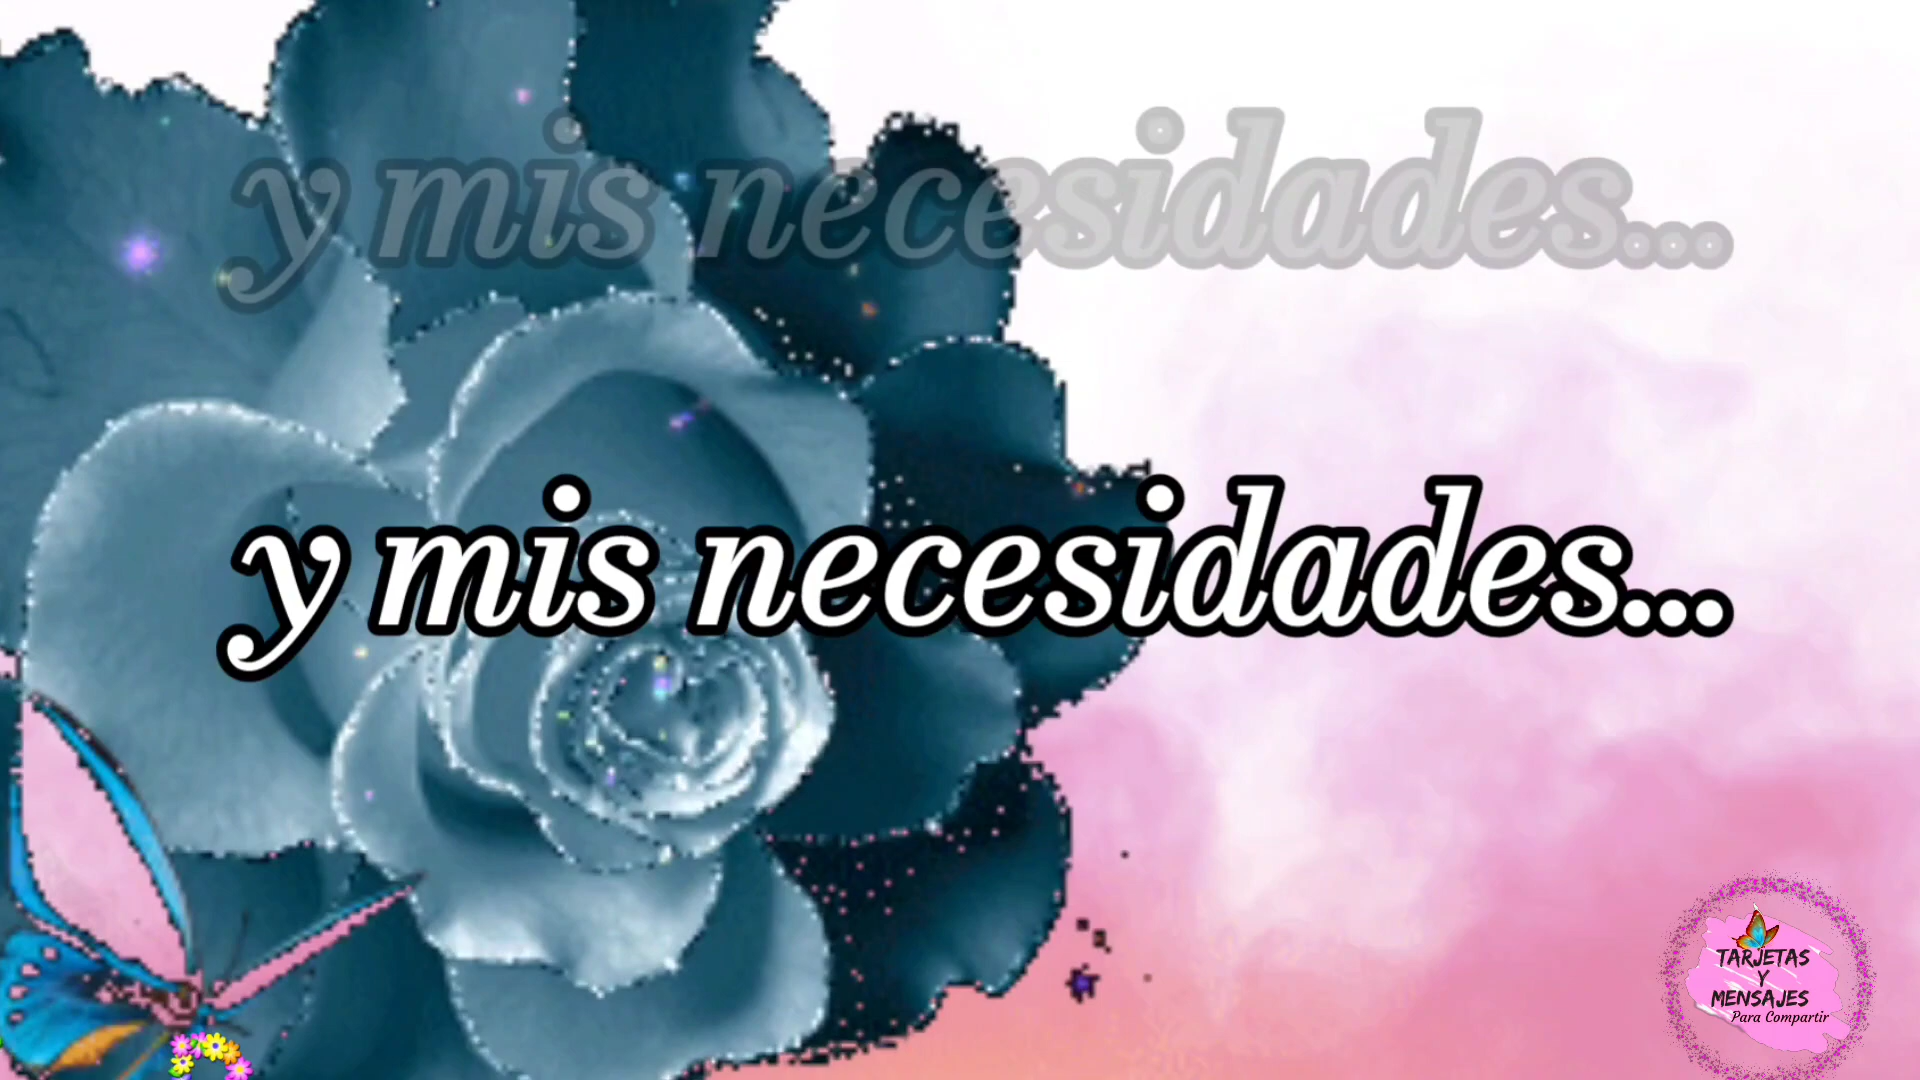 y mis necesidades...
y mis necesidades...
TARJETAS
Y
MENSAJES
Para Compartir